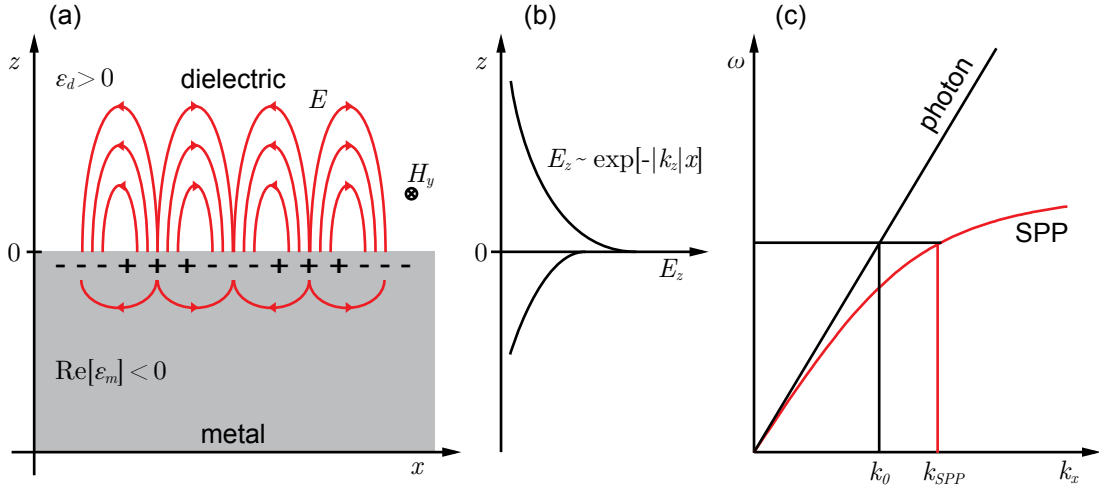 (a)
z
ε_d > 0
dielectric
E
H_y
0
- - - + + + - - - + + + - - -
Re[ε_m] < 0
metal
x
(b)
z
E_z ~ exp[-|k_z|x]
0
E_z
(c)
ω
photon
SPP
k_0
k_SPP
k_x